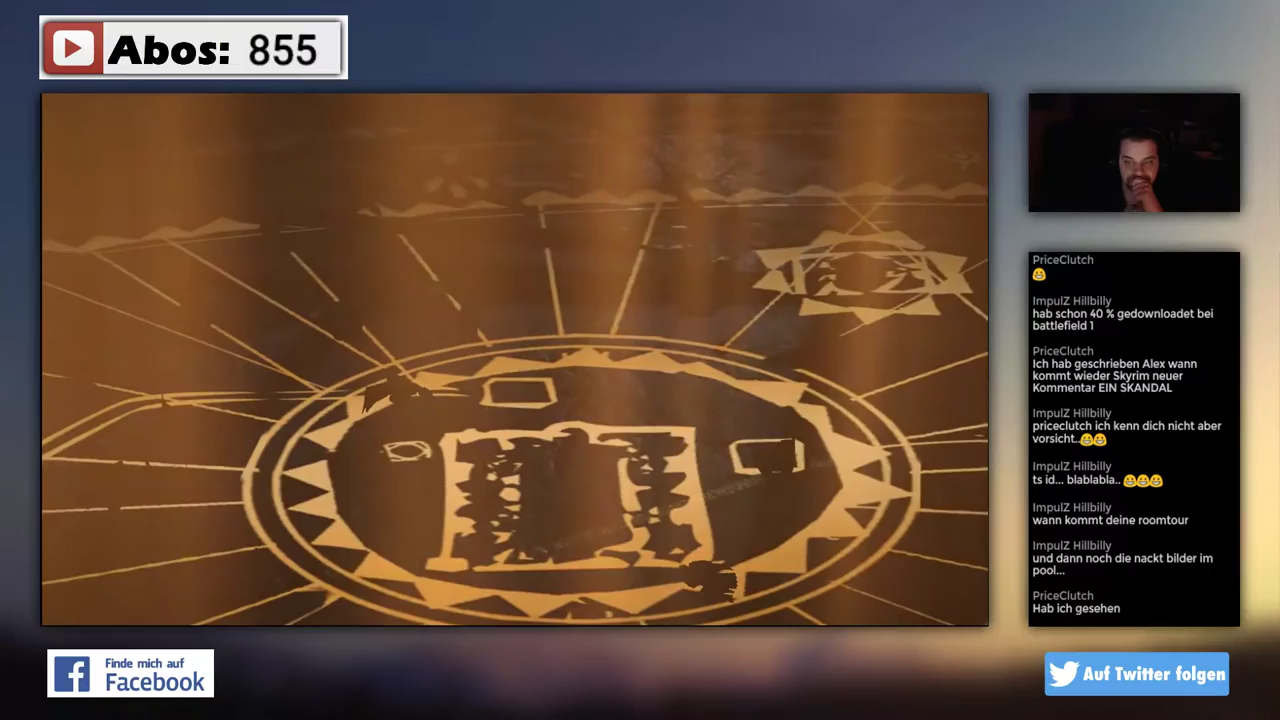 Abos: 855
PriceClutch
ImpulZ Hillbilly
hab schon 40 % gedownloadet bei
battlefield 1
PriceClutch
Ich hab geschrieben Alex wann
kommt wieder Skyrim neuer
Kommentar EIN SKANDAL
ImpulZ Hillbilly
priceclutch ich kenn dich nicht aber
vorsicht..
ImpulZ Hillbilly
ts id... blablabla..
ImpulZ Hillbilly
wann kommt deine roomtour
ImpulZ Hillbilly
und dann noch die nackt bilder im
pool...
PriceClutch
Hab ich gesehen
Finde mich auf
Facebook
Auf Twitter folgen